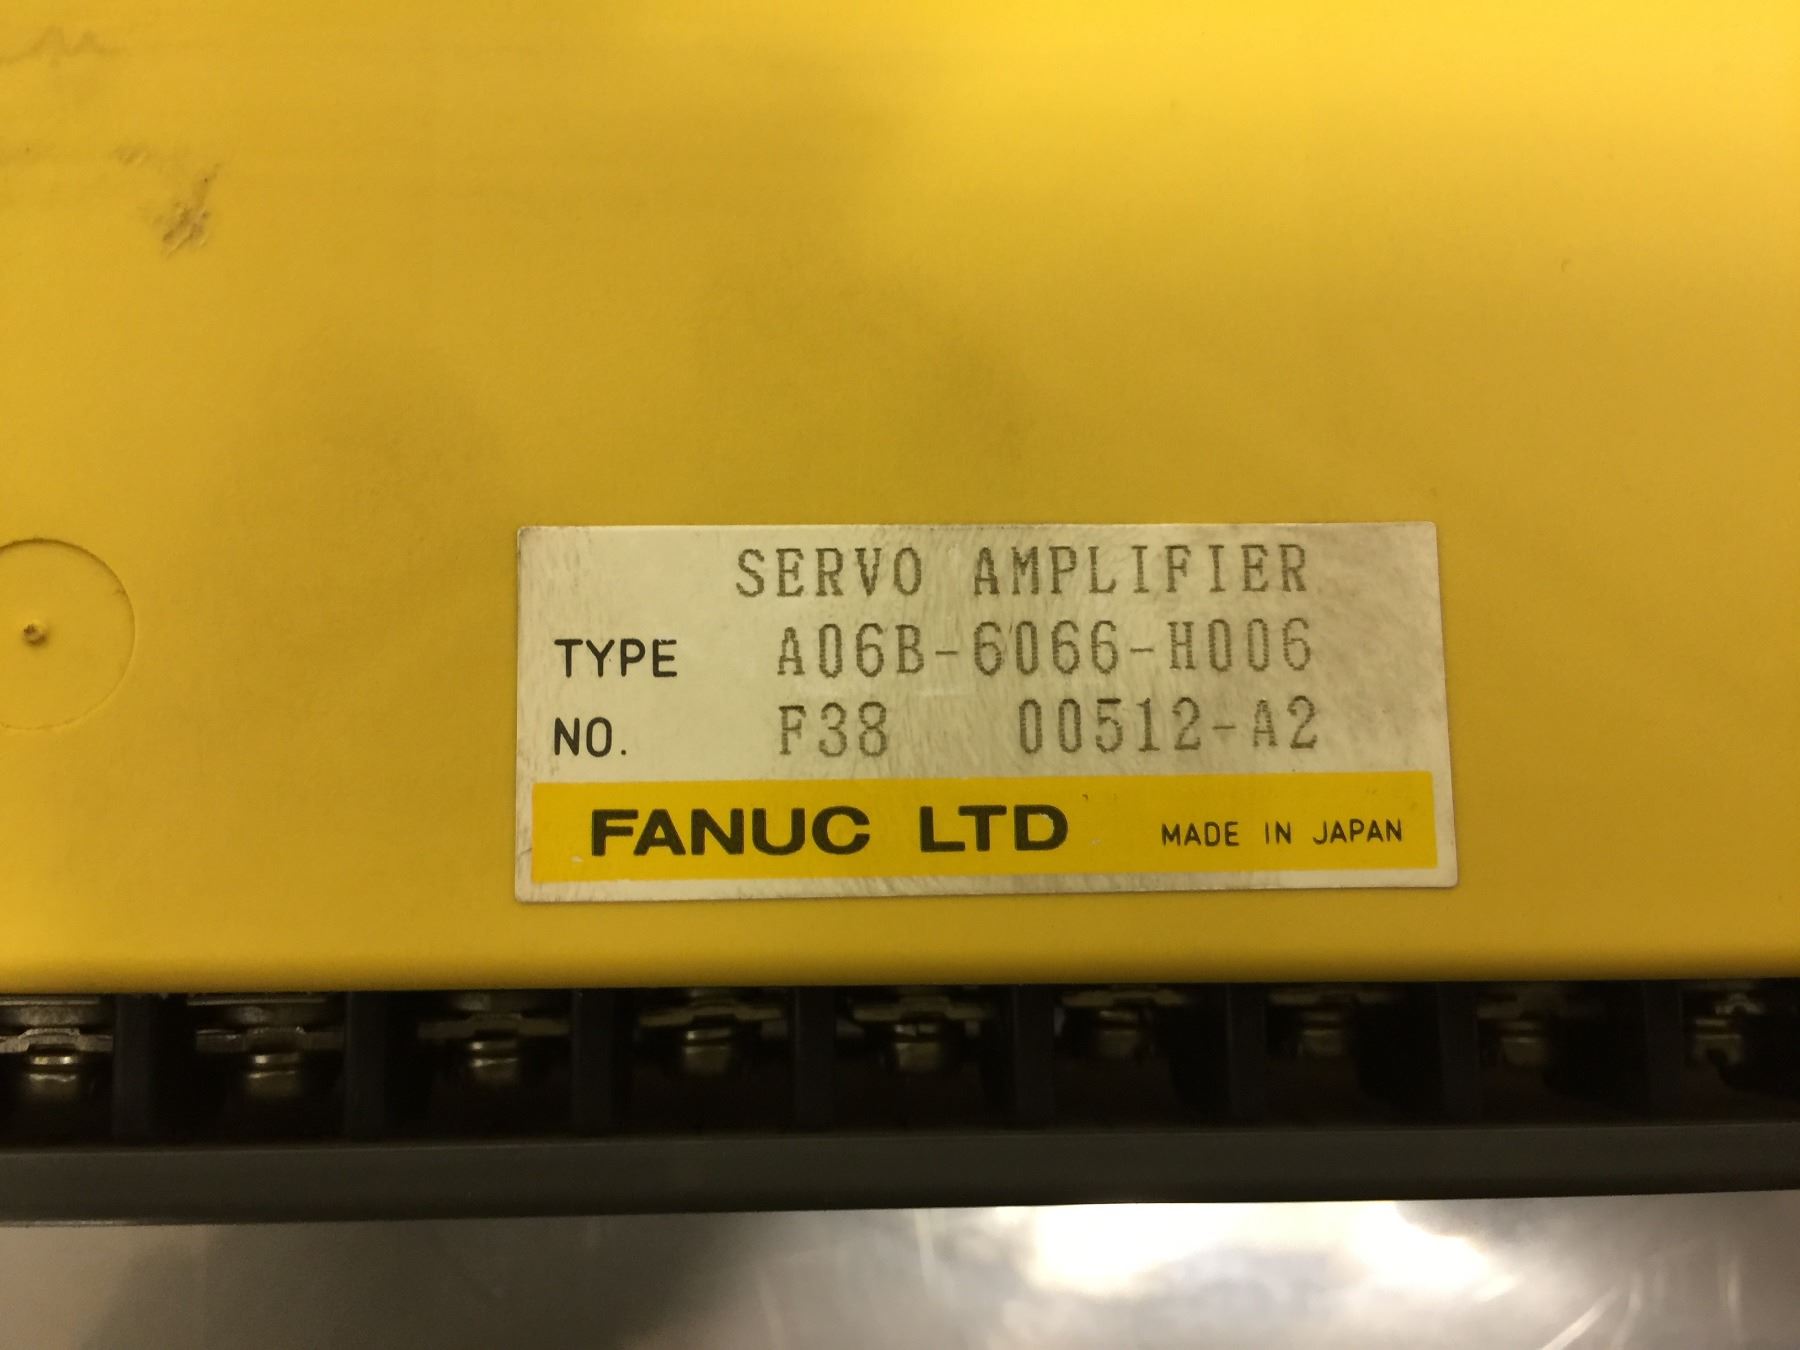 SERVO AMPLIFIER
TYPE A06B-6066-H006
NO. F38 00512-A2
FANUC LTD MADE IN JAPAN